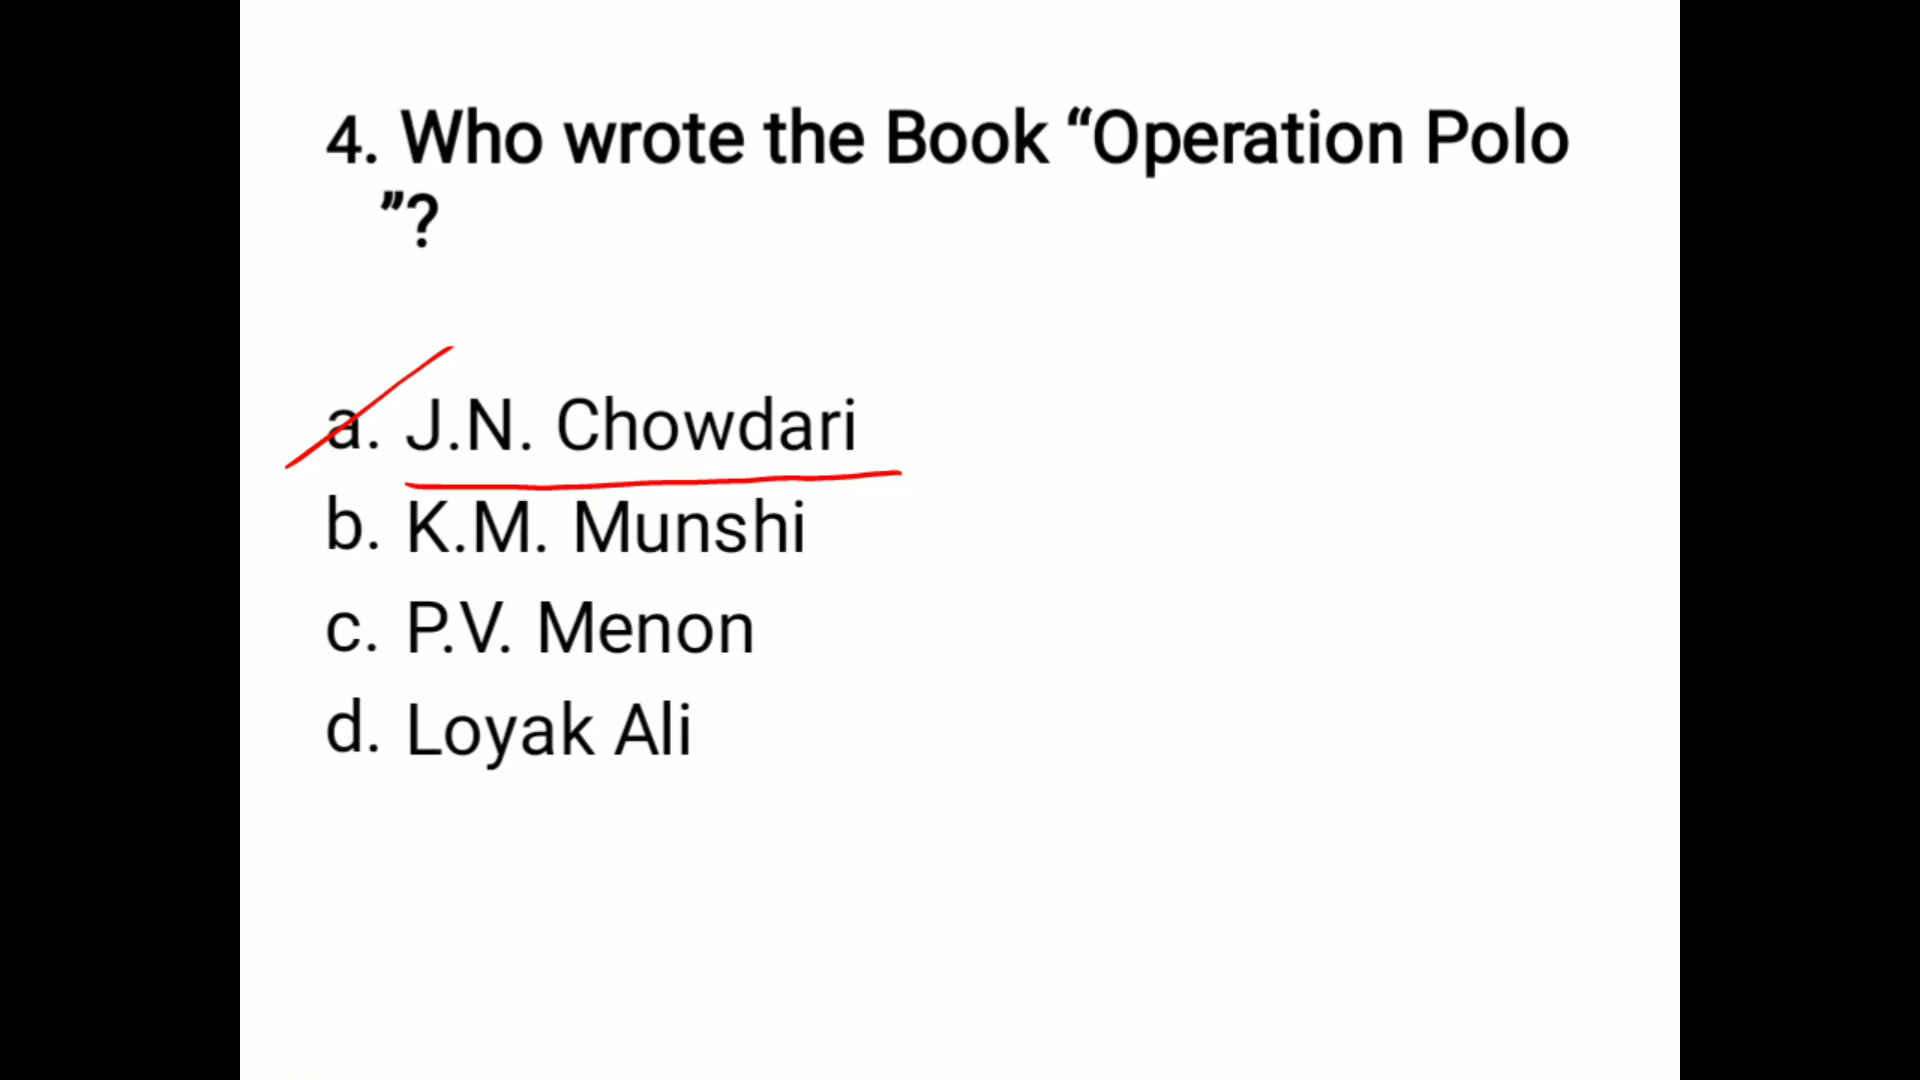 4. Who wrote the Book “Operation Polo
”?
a. J.N. Chowdari
b. K.M. Munshi
c. P.V. Menon
d. Loyak Ali